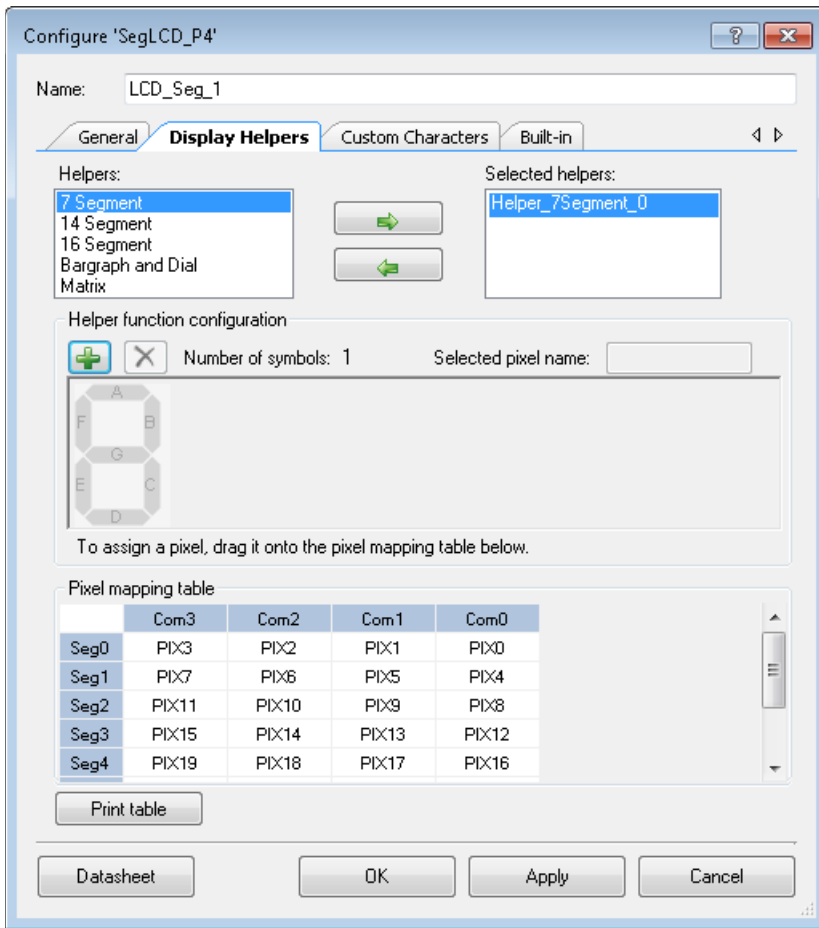 Configure 'SegLCD_P4'
Name: LCD_Seg_1
General Display Helpers Custom Characters Built-in
Helpers: Selected helpers:
7 Segment Helper_7Segment_0
14 Segment
16 Segment
Bargraph and Dial
Matrix
Helper function configuration
Number of symbols: 1 Selected pixel name:
A
F B
G
E C
D
To assign a pixel, drag it onto the pixel mapping table below.
Pixel mapping table
Com3 Com2 Com1 Com0
Seg0 PIX3 PIX2 PIX1 PIX0
Seg1 PIX7 PIX6 PIX5 PIX4
Seg2 PIX11 PIX10 PIX9 PIX8
Seg3 PIX15 PIX14 PIX13 PIX12
Seg4 PIX19 PIX18 PIX17 PIX16
Print table
Datasheet OK Apply Cancel